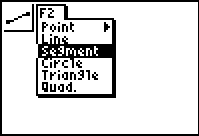 F2
Point
Line
Segment
Circle
Triangle
Quad.